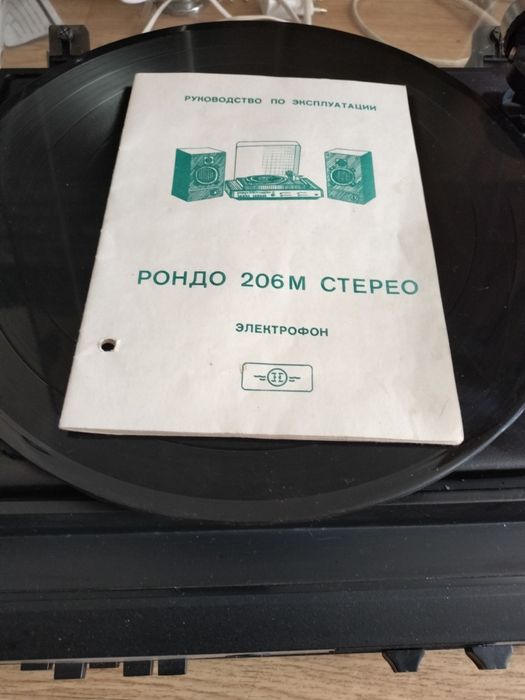 РУКОВОДСТВО ПО ЭКСПЛУАТАЦИИ
РОНДО 206М СТЕРЕО
ЭЛЕКТРОФОН